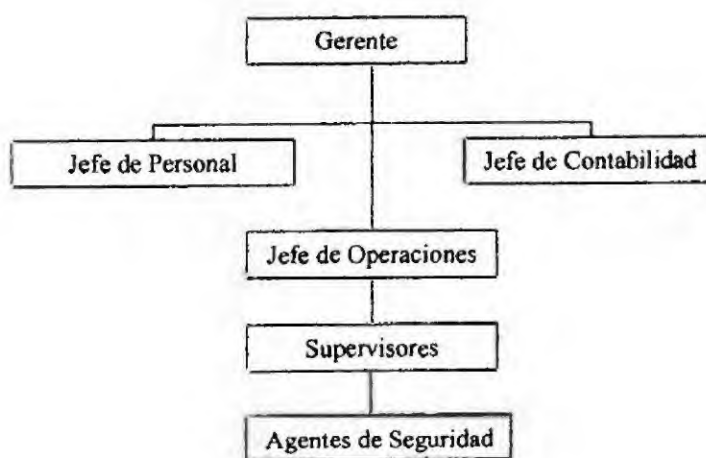 Gerente
Jefe de Personal
Jefe de Contabilidad
Jefe de Operaciones
Supervisores
Agentes de Seguridad